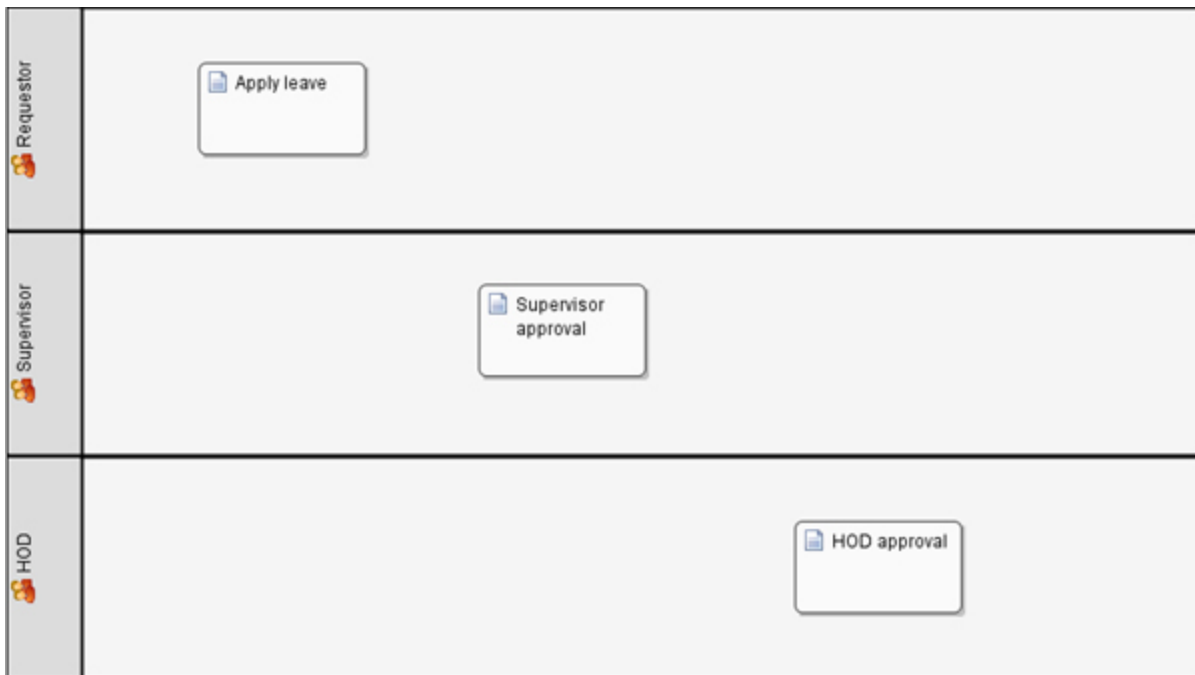 Requestor
Apply leave
Supervisor
Supervisor
approval
HOD
HOD approval